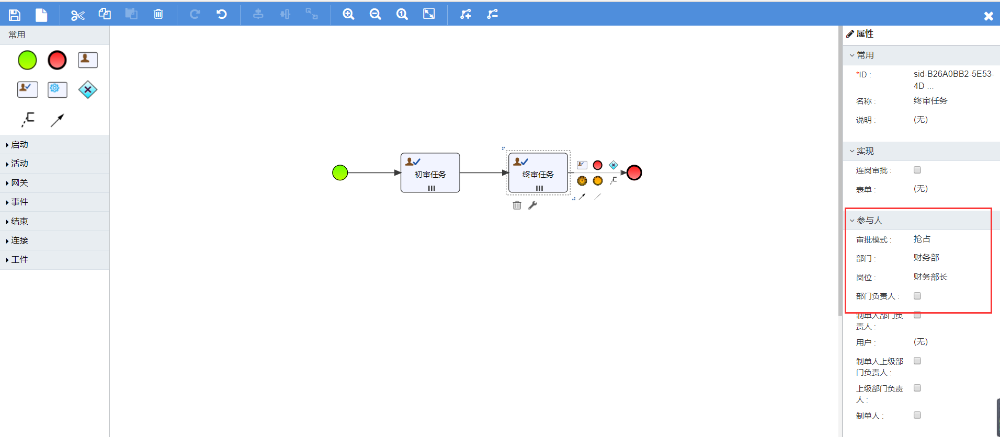 常用
启动
活动
网关
事件
结束
连接
工件
初审任务
终审任务
属性
常用
*ID :
sid-B26A0BB2-5E53-
4D ...
名称 :
终审任务
说明 :
(无)
实现
连岗审批 :
表单 :
(无)
参与人
审批模式 :
抢占
部门 :
财务部
岗位 :
财务部长
部门负责人 :
制单人部门负
责人 :
用户 :
(无)
制单人上级部
门负责人 :
上级部门负责
人 :
制单人 :